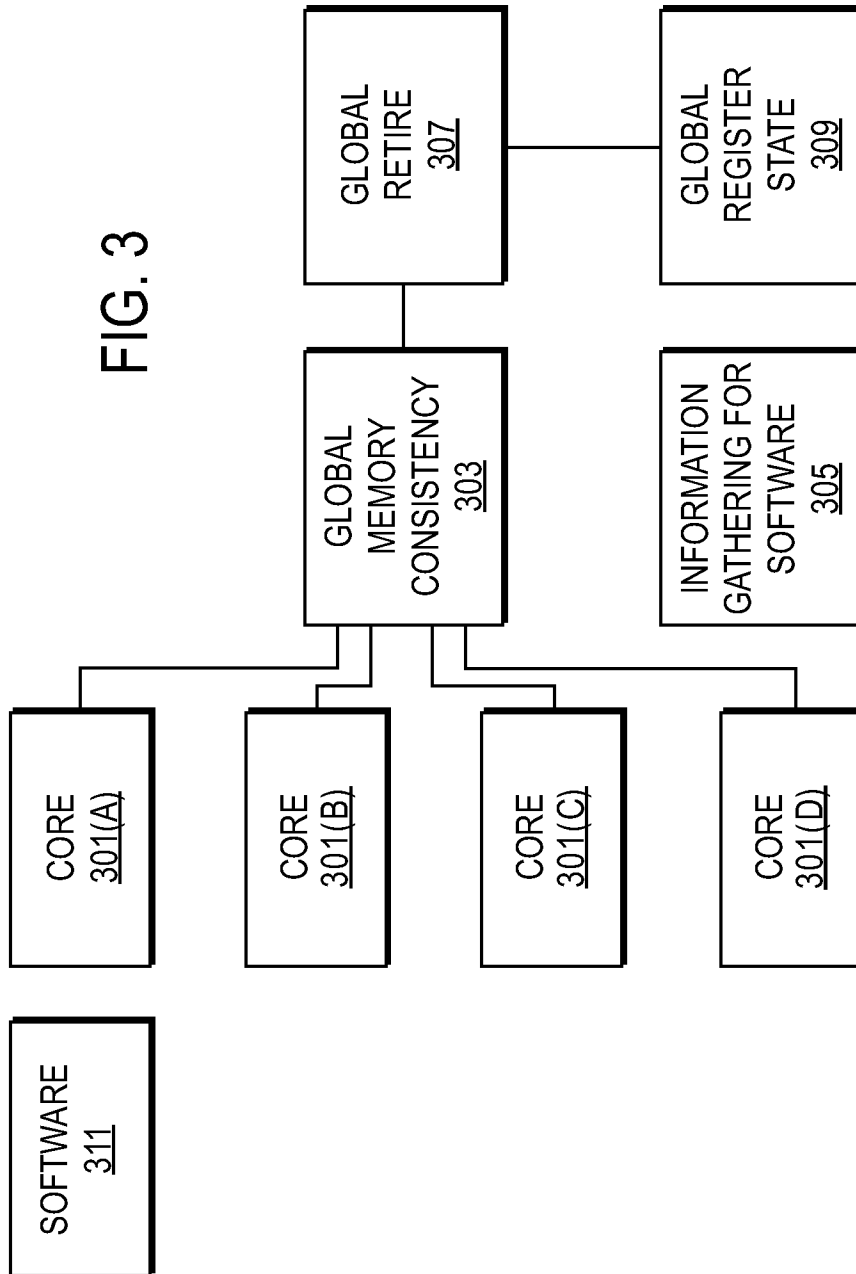 FIG. 3
SOFTWARE
311
CORE
301(A)
CORE
301(B)
CORE
301(C)
CORE
301(D)
GLOBAL
MEMORY
CONSISTENCY
303
INFORMATION
GATHERING FOR
SOFTWARE
305
GLOBAL
RETIRE
307
GLOBAL
REGISTER
STATE
309